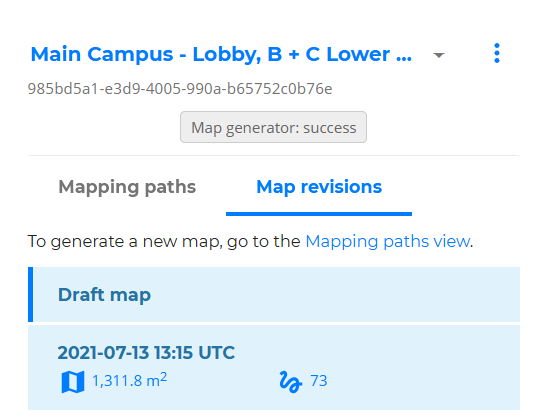 Main Campus - Lobby, B + C Lower ...
985bd5a1-e3d9-4005-990a-b65752c0b76e
Map generator: success
Mapping paths Map revisions
To generate a new map, go to the Mapping paths view.
Draft map
2021-07-13 13:15 UTC
1,311.8 m² 73